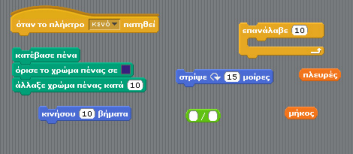 όταν το πλήκτρο κενό πατηθεί
επανάλαβε 10
κατέβασε πένα
όρισε το χρώμα πένας σε
άλλαξε χρώμα πένας κατά 10
στρίψε 15 μοίρες
πλευρές
κινήσου 10 βήματα
/
μήκος